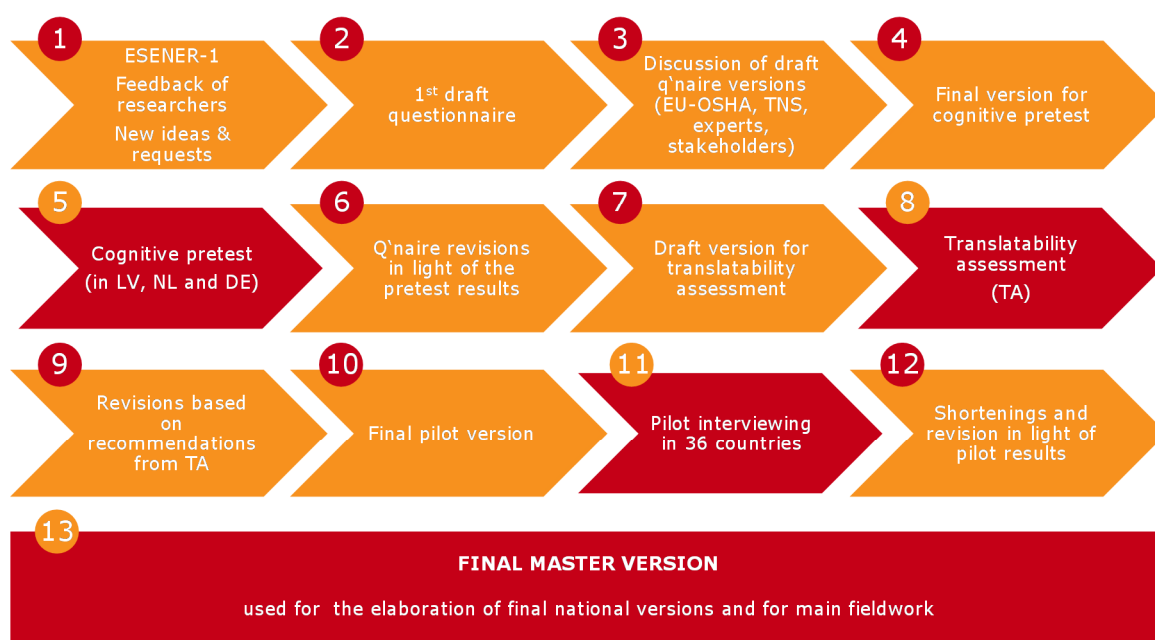 1
ESENER-1
Feedback of
researchers
New ideas &
requests
2
1st draft
questionnaire
3
Discussion of draft
q‛naire versions
(EU-OSHA, TNS,
experts,
stakeholders)
4
Final version for
cognitive pretest
5
Cognitive pretest
(in LV, NL and DE)
6
Q‛naire revisions
in light of the
pretest results
7
Draft version for
translatability
assessment
8
Translatability
assessment
(TA)
9
Revisions based
on
recommendations
from TA
10
Final pilot version
11
Pilot interviewing
in 36 countries
12
Shortenings and
revision in light of
pilot results
13
FINAL MASTER VERSION
used for the elaboration of final national versions and for main fieldwork